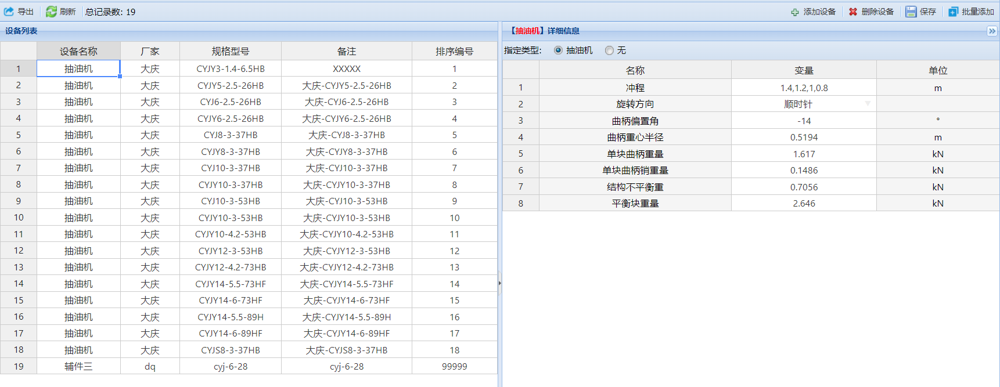 导出 刷新 总记录数: 19 添加设备 删除设备 保存 批量添加
设备列表
设备名称 厂家 规格型号 备注 排序编号
1 抽油机 大庆 CYJY3-1.4-6.5HB XXXXX 1
2 抽油机 大庆 CYJY5-2.5-26HB 大庆-CYJY5-2.5-26HB 2
3 抽油机 大庆 CYJ6-2.5-26HB 大庆-CYJ6-2.5-26HB 3
4 抽油机 大庆 CYJY6-2.5-26HB 大庆-CYJY6-2.5-26HB 4
5 抽油机 大庆 CYJ8-3-37HB 大庆-CYJ8-3-37HB 5
6 抽油机 大庆 CYJY8-3-37HB 大庆-CYJY8-3-37HB 6
7 抽油机 大庆 CYJ10-3-37HB 大庆-CYJ10-3-37HB 7
8 抽油机 大庆 CYJY10-3-37HB 大庆-CYJY10-3-37HB 8
9 抽油机 大庆 CYJ10-3-53HB 大庆-CYJ10-3-53HB 9
10 抽油机 大庆 CYJY10-3-53HB 大庆-CYJY10-3-53HB 10
11 抽油机 大庆 CYJY10-4.2-53HB 大庆-CYJY10-4.2-53HB 11
12 抽油机 大庆 CYJY12-3-53HB 大庆-CYJY12-3-53HB 12
13 抽油机 大庆 CYJY12-4.2-73HB 大庆-CYJY12-4.2-73HB 13
14 抽油机 大庆 CYJY14-5.5-73HF 大庆-CYJY14-5.5-73HF 14
15 抽油机 大庆 CYJY14-6-73HF 大庆-CYJY14-6-73HF 15
16 抽油机 大庆 CYJY14-5.5-89H 大庆-CYJY14-5.5-89H 16
17 抽油机 大庆 CYJY14-6-89HF 大庆-CYJY14-6-89HF 17
18 抽油机 大庆 CYJS8-3-37HB 大庆-CYJS8-3-37HB 18
19 辅件三 dq cyj-6-28 cyj-6-28 99999
【抽油机】详细信息
指定类型: 抽油机 无
名称 变量 单位
1 冲程 1.4,1.2,1,0.8 m
2 旋转方向 顺时针
3 曲柄偏置角 -14 °
4 曲柄重心半径 0.5194 m
5 单块曲柄重量 1.617 kN
6 单块曲柄销重量 0.1486 kN
7 结构不平衡重 0.7056 kN
8 平衡块重量 2.646 kN